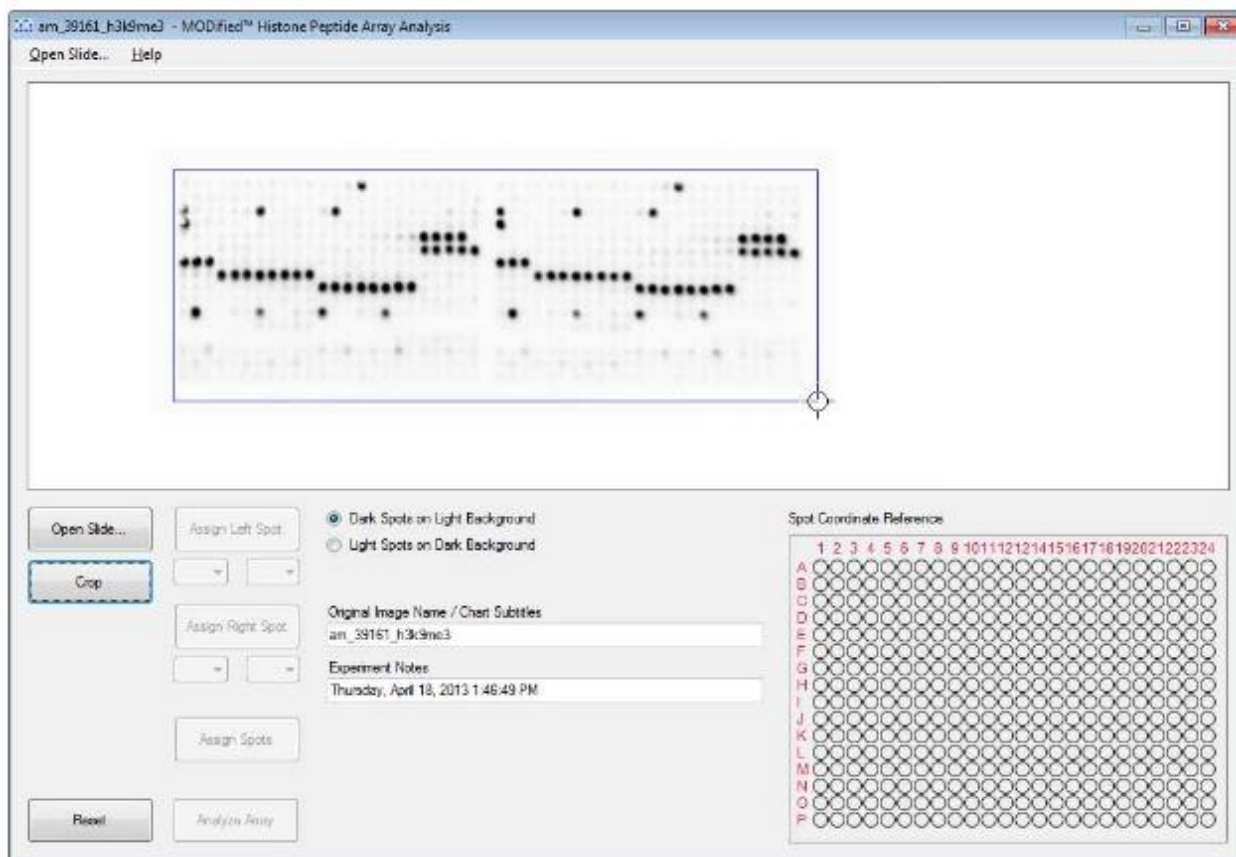 am_39161_h3k9me3 - MODified™ Histone Peptide Array Analysis
Open Slide... Help
Open Slide...
Assign Left Spot
Dark Spots on Light Background
Light Spots on Dark Background
Crop
Assign Right Spot
Original Image Name / Chart Subtitles
am_39161_h3k9me3
Experiment Notes
Thursday, April 18, 2013 1:46:49 PM
Assign Spots
Reset
Analyze Array
Spot Coordinate Reference
1 2 3 4 5 6 7 8 9 10 11 12 13 14 15 16 17 18 19 20 21 22 23 24
A
B
C
D
E
F
G
H
I
J
K
L
M
N
O
P